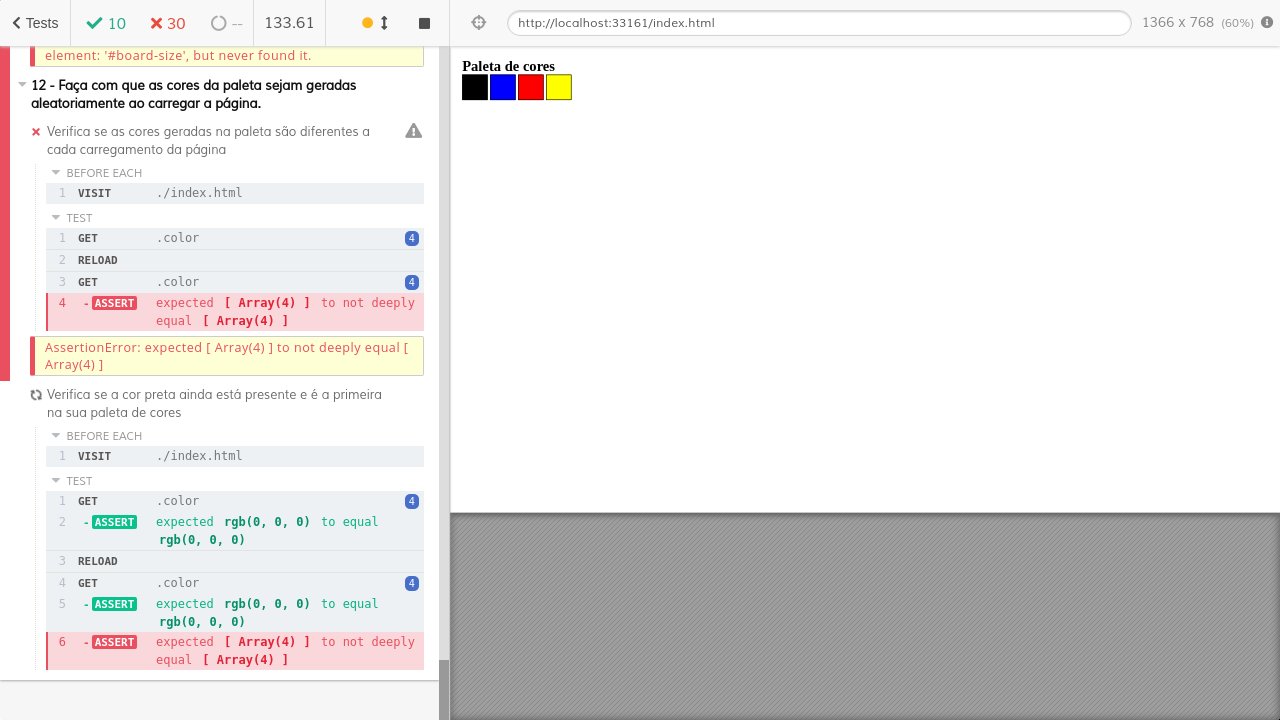 Tests
10
30
--
133.61
http://localhost:33161/index.html
1366 x 768 (60%)
element: '#board-size', but never found it.
12 - Faça com que as cores da paleta sejam geradas
aleatoriamente ao carregar a página.
Verifica se as cores geradas na paleta são diferentes a
cada carregamento da página
BEFORE EACH
1 VISIT ./index.html
TEST
1 GET .color 4
2 RELOAD
3 GET .color 4
4 -ASSERT expected [ Array(4) ] to not deeply
equal [ Array(4) ]
AssertionError: expected [ Array(4) ] to not deeply equal [
Array(4) ]
Verifica se a cor preta ainda está presente e é a primeira
na sua paleta de cores
BEFORE EACH
1 VISIT ./index.html
TEST
1 GET .color 4
2 -ASSERT expected rgb(0, 0, 0) to equal
rgb(0, 0, 0)
3 RELOAD
4 GET .color 4
5 -ASSERT expected rgb(0, 0, 0) to equal
rgb(0, 0, 0)
6 -ASSERT expected [ Array(4) ] to not deeply
equal [ Array(4) ]
Paleta de cores